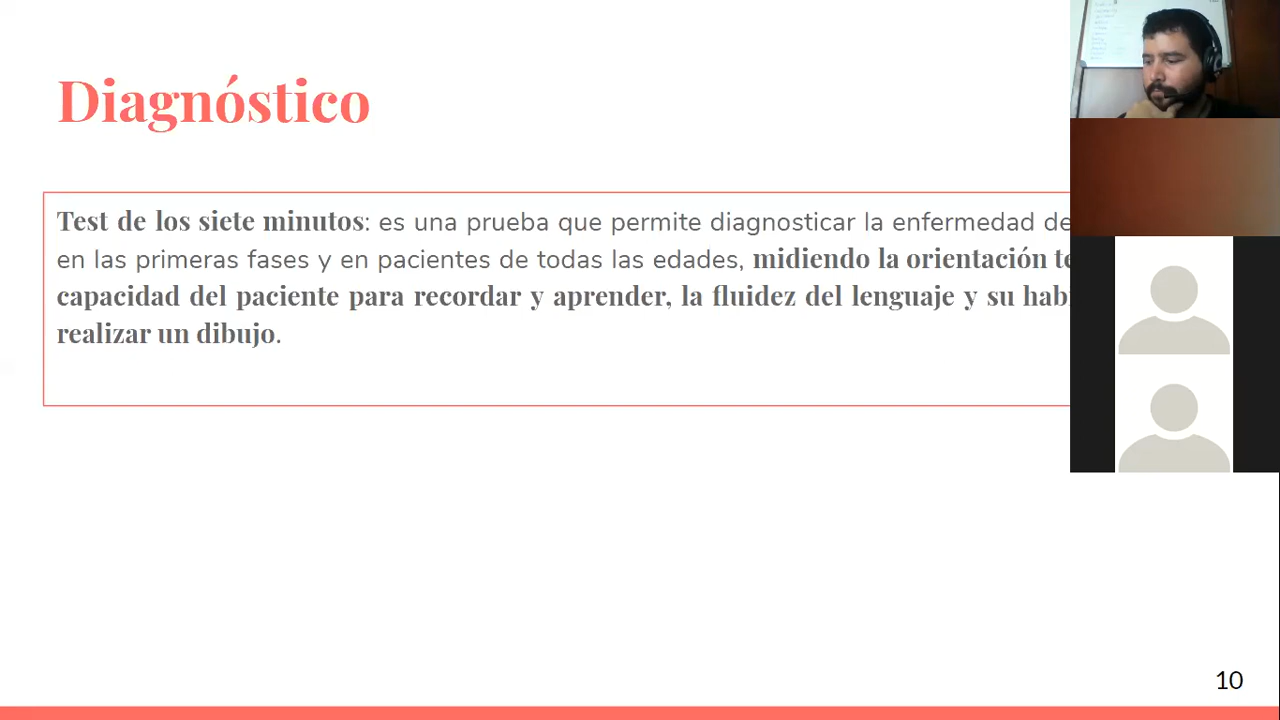 Diagnóstico
Test de los siete minutos: es una prueba que permite diagnosticar la enfermedad de
en las primeras fases y en pacientes de todas las edades, midiendo la orientación
capacidad del paciente para recordar y aprender, la fluidez del lenguaje y su
realizar un dibujo.
10